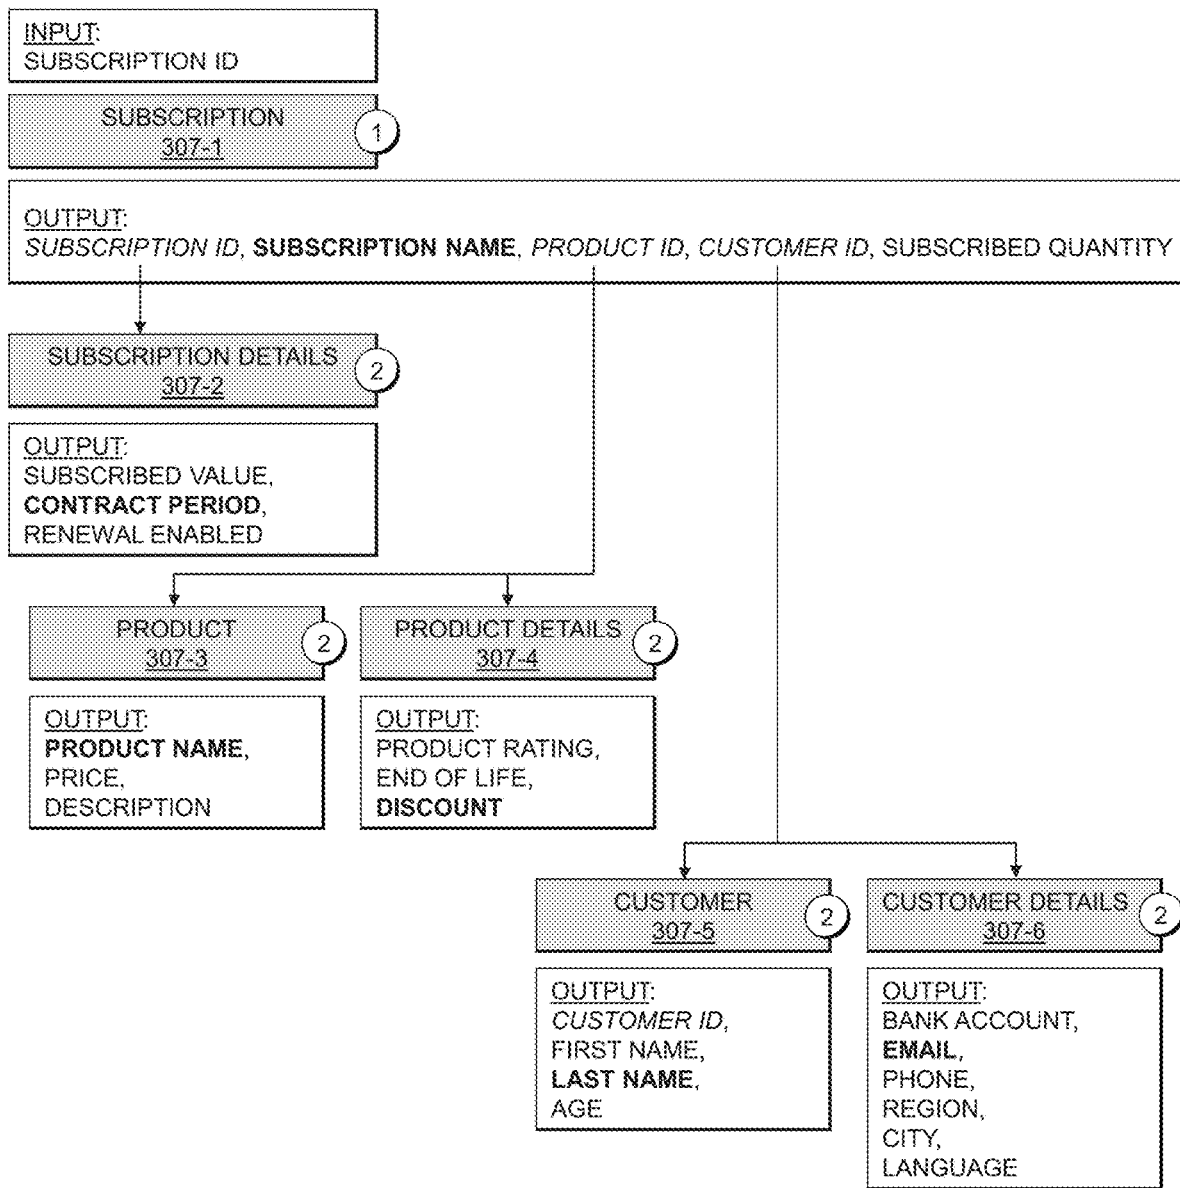 INPUT:
SUBSCRIPTION ID
SUBSCRIPTION
307-1
1
OUTPUT:
SUBSCRIPTION ID, SUBSCRIPTION NAME, PRODUCT ID, CUSTOMER ID, SUBSCRIBED QUANTITY
SUBSCRIPTION DETAILS
307-2
2
OUTPUT:
SUBSCRIBED VALUE,
CONTRACT PERIOD,
RENEWAL ENABLED
PRODUCT
307-3
2
OUTPUT:
PRODUCT NAME,
PRICE,
DESCRIPTION
PRODUCT DETAILS
307-4
2
OUTPUT:
PRODUCT RATING,
END OF LIFE,
DISCOUNT
CUSTOMER
307-5
2
OUTPUT:
CUSTOMER ID,
FIRST NAME,
LAST NAME,
AGE
CUSTOMER DETAILS
307-6
2
OUTPUT:
BANK ACCOUNT,
EMAIL,
PHONE,
REGION,
CITY,
LANGUAGE